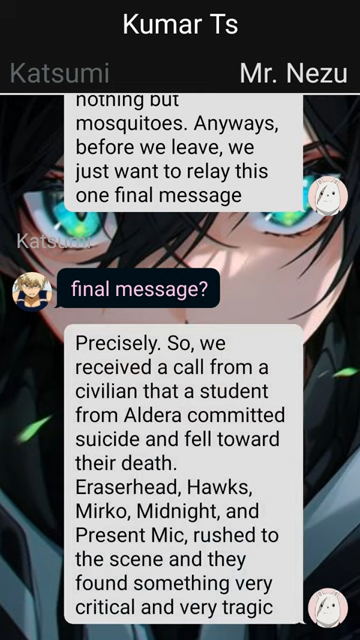 Kumar Ts
Katsumi
Mr. Nezu
nothing but
mosquitoes. Anyways,
before we leave, we
just want to relay this
one final message
Katsumi
final message?
Precisely. So, we
received a call from a
civilian that a student
from Aldera committed
suicide and fell toward
their death.
Eraserhead, Hawks,
Mirko, Midnight, and
Present Mic, rushed to
the scene and they
found something very
critical and very tragic